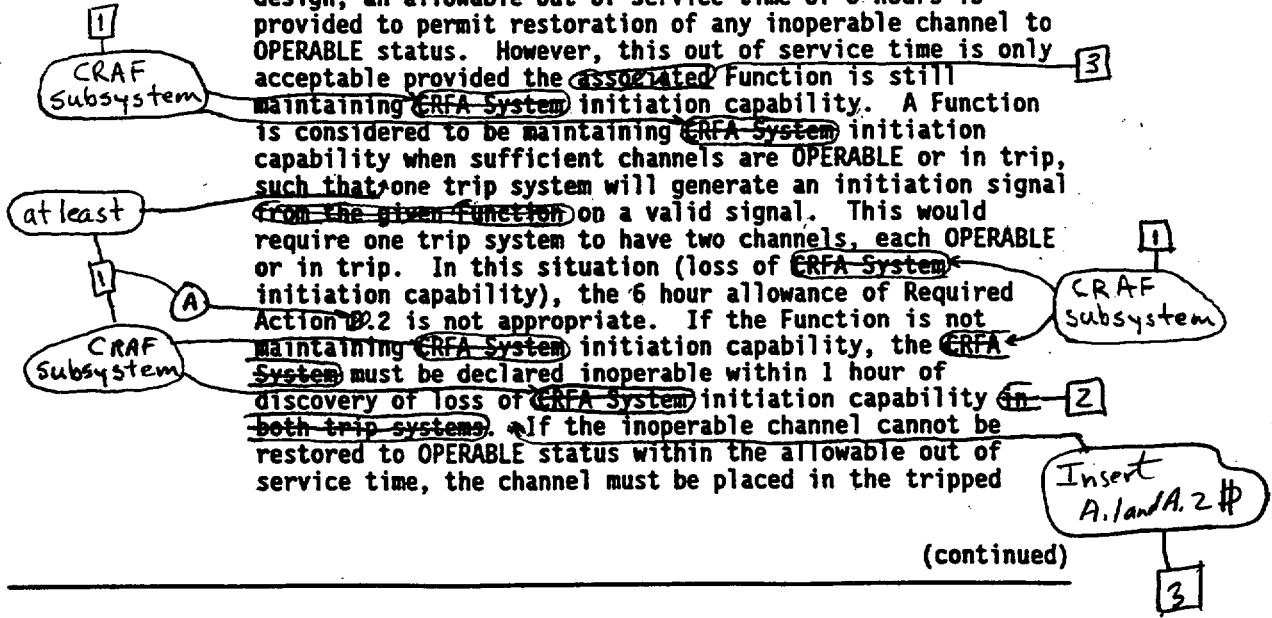 design, an allowable out of service time of 6 hours is
provided to permit restoration of any inoperable channel to
OPERABLE status. However, this out of service time is only
acceptable provided the associated Function is still
maintaining CRFA System initiation capability. A Function
is considered to be maintaining CRFA System initiation
capability when sufficient channels are OPERABLE or in trip,
such that one trip system will generate an initiation signal
from the given Function on a valid signal. This would
require one trip system to have two channels, each OPERABLE
or in trip. In this situation (loss of CRFA System
initiation capability), the 6 hour allowance of Required
Action B.2 is not appropriate. If the Function is not
maintaining CRFA System initiation capability, the CRFA
System must be declared inoperable within 1 hour of
discovery of loss of CRFA System initiation capability in
both trip systems. If the inoperable channel cannot be
restored to OPERABLE status within the allowable out of
service time, the channel must be placed in the tripped
(continued)
1
CRAF
Subsystem
3
at least
1
A
CRAF
Subsystem
1
CRAF
subsystem
2
Insert
A.1 and A.2
3